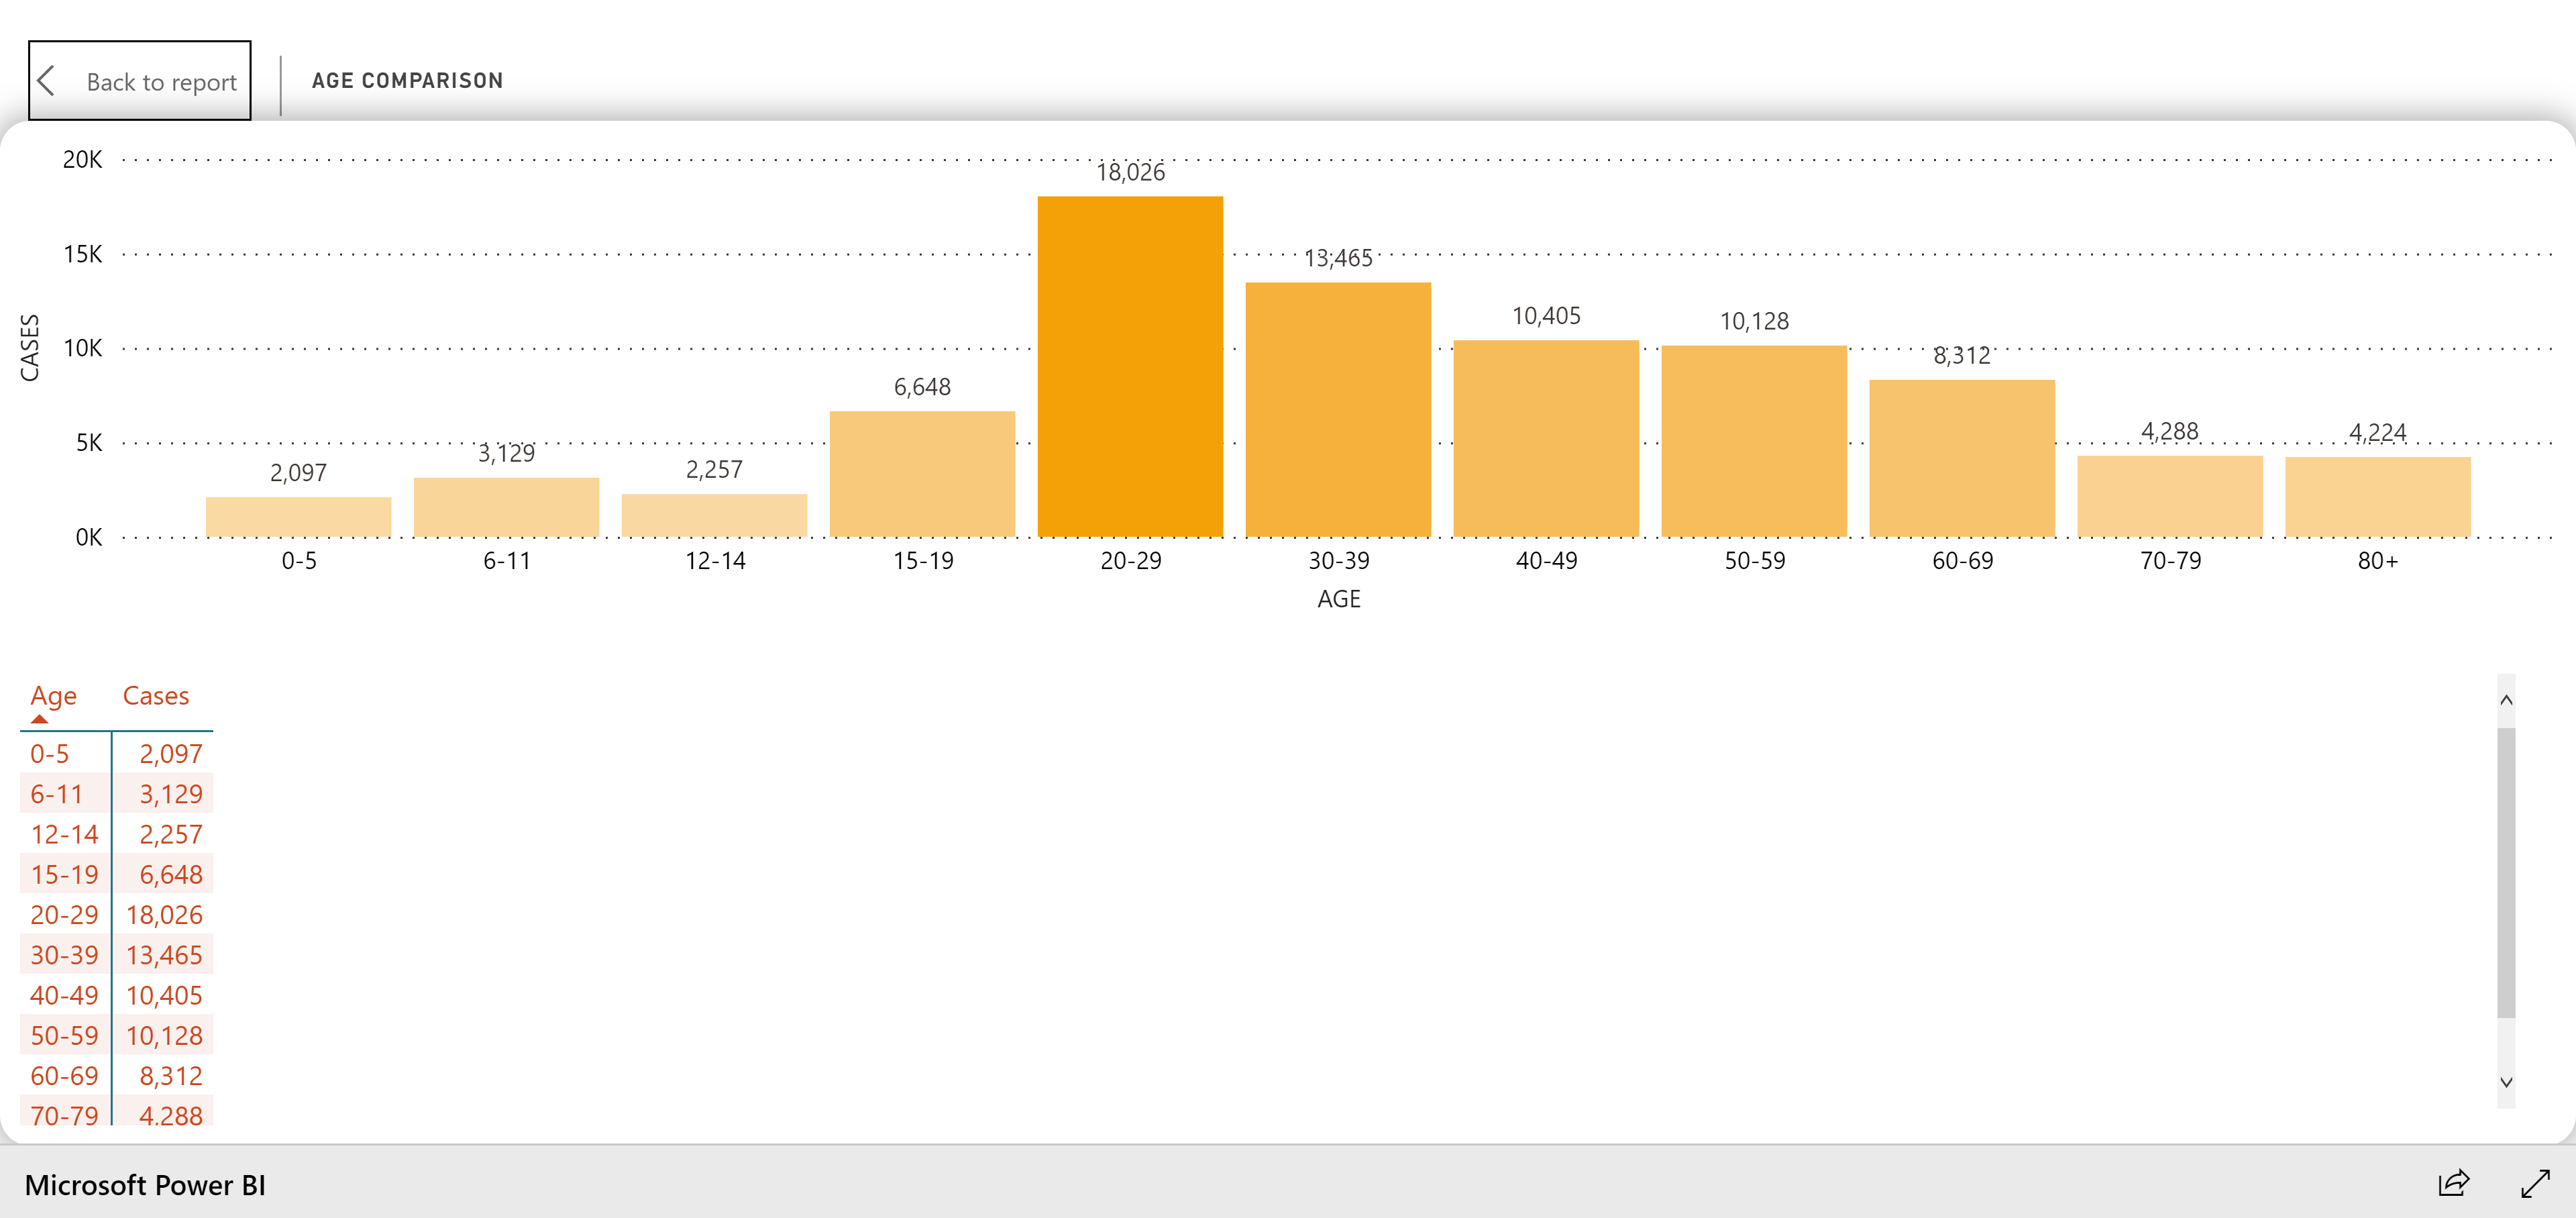 Back to report
AGE COMPARISON
20K
15K
10K
5K
0K
CASES
2,097
3,129
2,257
6,648
18,026
13,465
10,405
10,128
8,312
4,288
4,224
0-5 6-11 12-14 15-19 20-29 30-39 40-49 50-59 60-69 70-79 80+
AGE
Age Cases
0-5 2,097
6-11 3,129
12-14 2,257
15-19 6,648
20-29 18,026
30-39 13,465
40-49 10,405
50-59 10,128
60-69 8,312
70-79 4,288
Microsoft Power BI